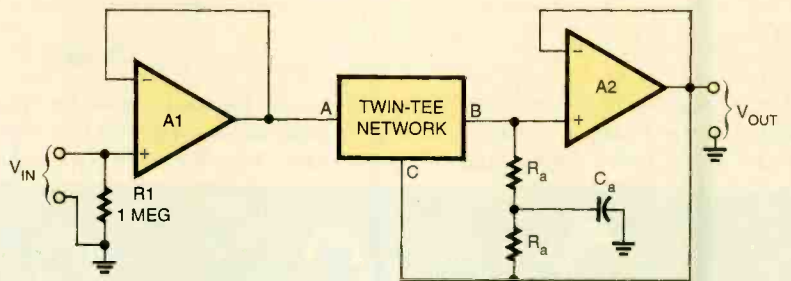 −
A1
+
V_IN
R1
1 MEG
A
TWIN-TEE
NETWORK
B
C
R_a
C_a
R_a
−
A2
+
V_OUT